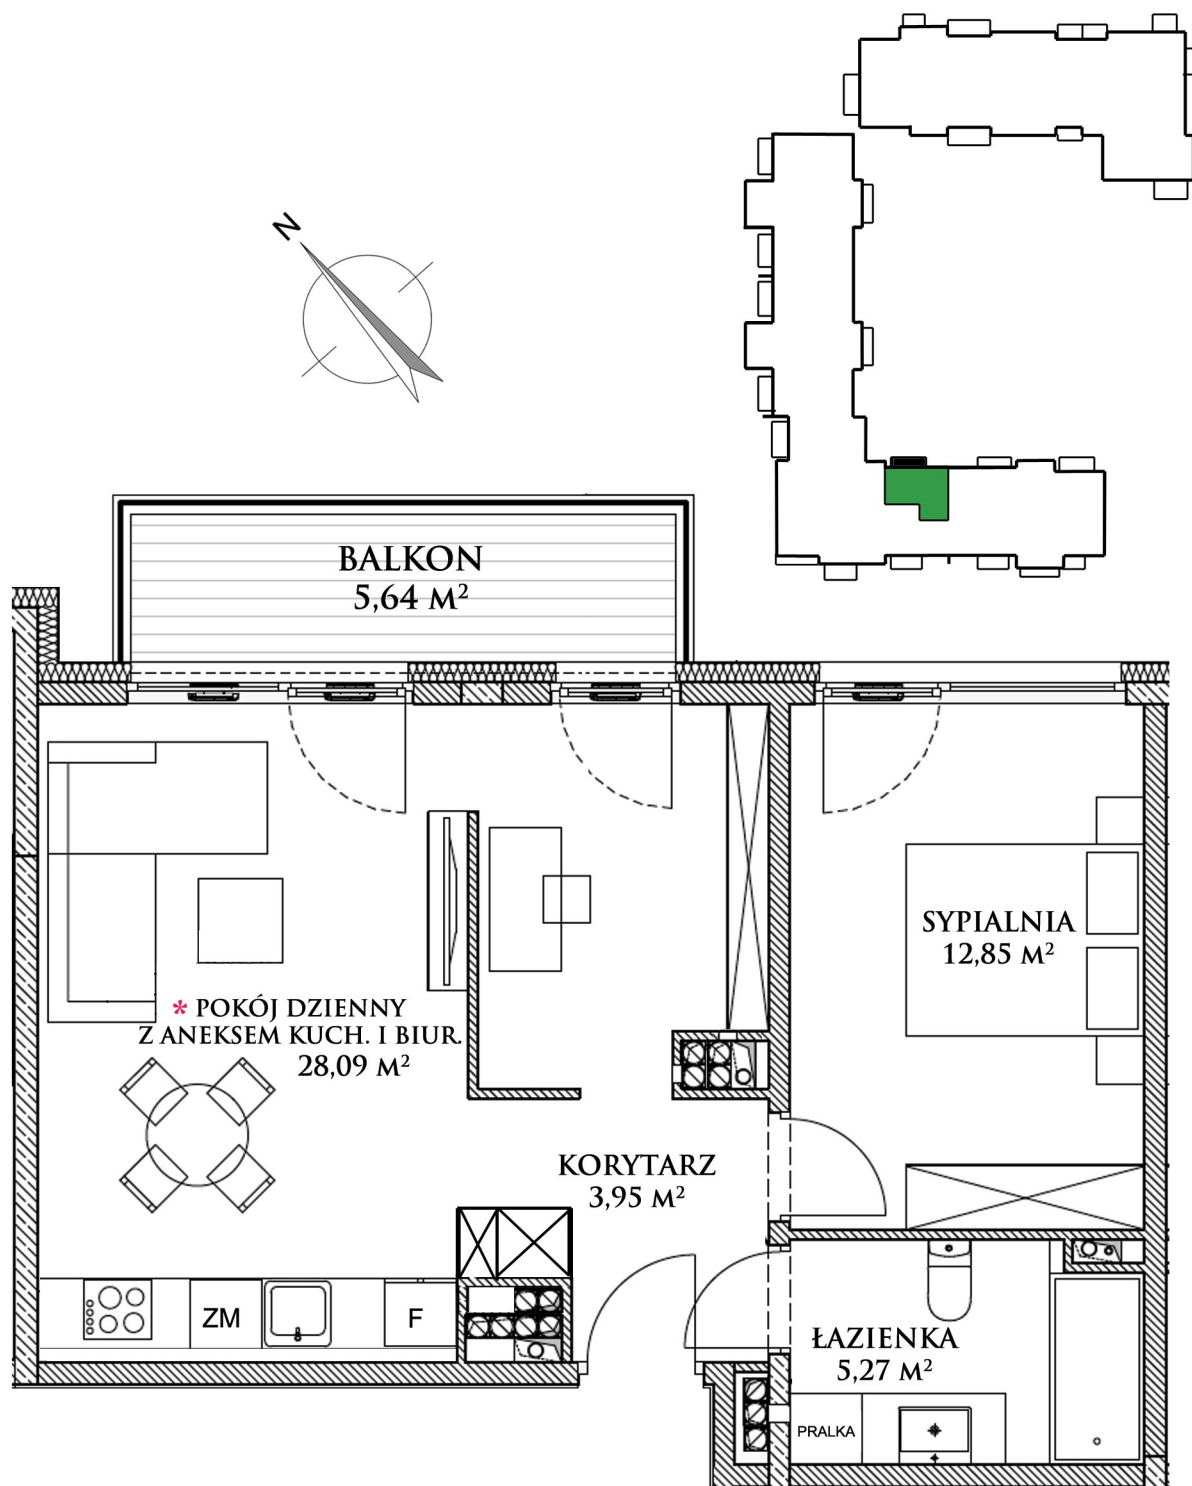 N
BALKON
5,64 M²
SYPIALNIA
12,85 M²
* POKÓJ DZIENNY
Z ANEKSEM KUCH. I BIUR.
28,09 M²
KORYTARZ
3,95 M²
ZM
F
ŁAZIENKA
5,27 M²
PRALKA